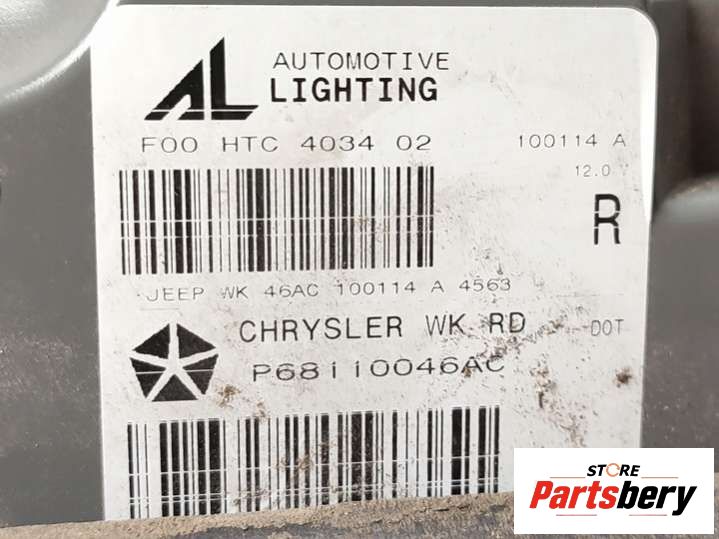 AL AUTOMOTIVE
LIGHTING
F00 HTC 4034 02 100114 A
12.0 V
R
JEEP WK 46AC 100114 A 4563
CHRYSLER WK RD DOT
P68110046AC
STORE
Partsbery